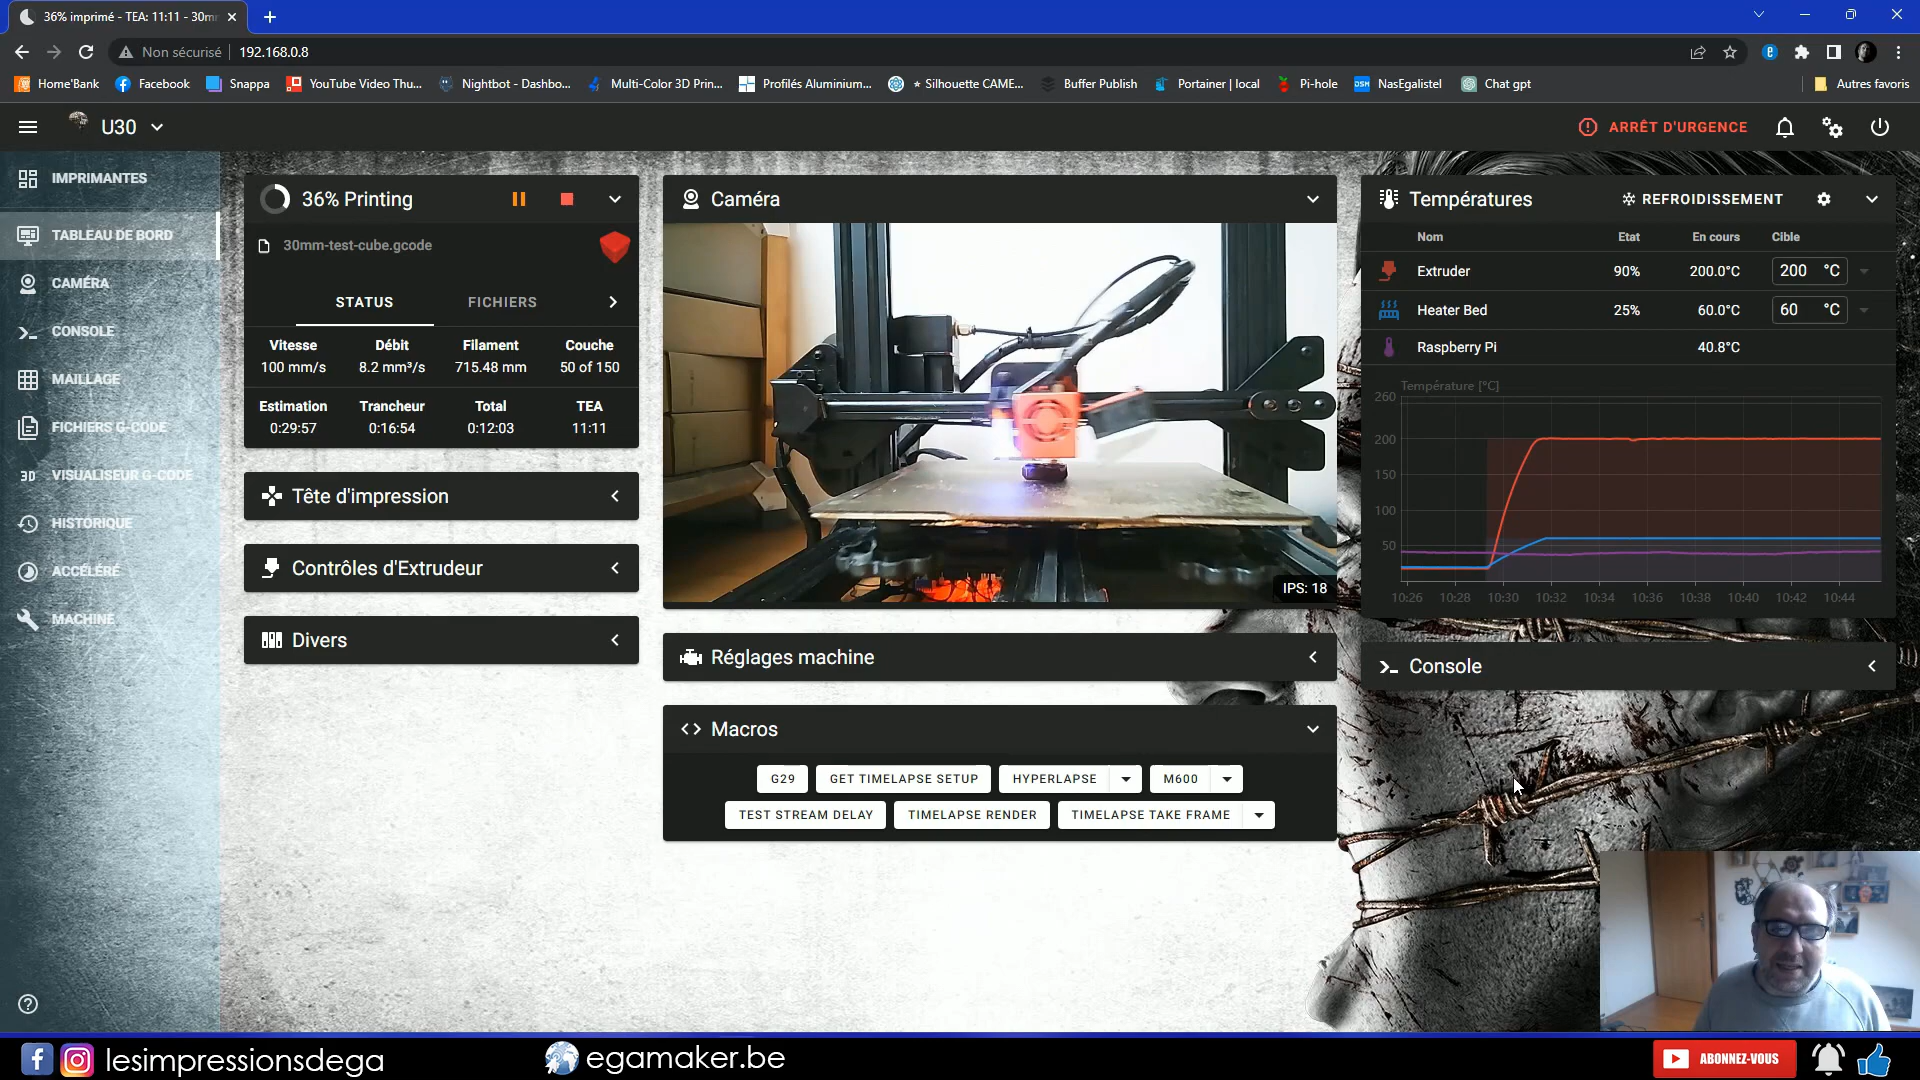 36% imprimé - TEA: 11:11 - 30mm
Non sécurisé 192.168.0.8
Home'Bank Facebook Snappa YouTube Video Thu... Nightbot - Dashbo... Multi-Color 3D Prin... Profilés Aluminium... ★ Silhouette CAME... Buffer Publish Portainer | local Pi-hole NasEgalistel Chat gpt Autres favoris
U30 ARRÊT D'URGENCE
IMPRIMANTES
TABLEAU DE BORD
CAMÉRA
CONSOLE
MAILLAGE
FICHIERS G-CODE
3D VISUALISEUR G-CODE
HISTORIQUE
ACCÉLÉRÉ
MACHINE
36% Printing
30mm-test-cube.gcode
STATUS FICHIERS
Vitesse Débit Filament Couche
100 mm/s 8.2 mm³/s 715.48 mm 50 of 150
Estimation Trancheur Total TEA
0:29:57 0:16:54 0:12:03 11:11
Tête d'impression
Contrôles d'Extrudeur
Divers
Caméra
IPS: 18
Réglages machine
Macros
G29 GET TIMELAPSE SETUP HYPERLAPSE M600
TEST STREAM DELAY TIMELAPSE RENDER TIMELAPSE TAKE FRAME
Températures REFROIDISSEMENT
Nom Etat En cours Cible
Extruder 90% 200.0°C 200 °C
Heater Bed 25% 60.0°C 60 °C
Raspberry Pi 40.8°C
Température [°C]
260
200
150
100
50
10:26 10:28 10:30 10:32 10:34 10:36 10:38 10:40 10:42 10:44
Console
lesimpressionsdega egamaker.be ABONNEZ-VOUS